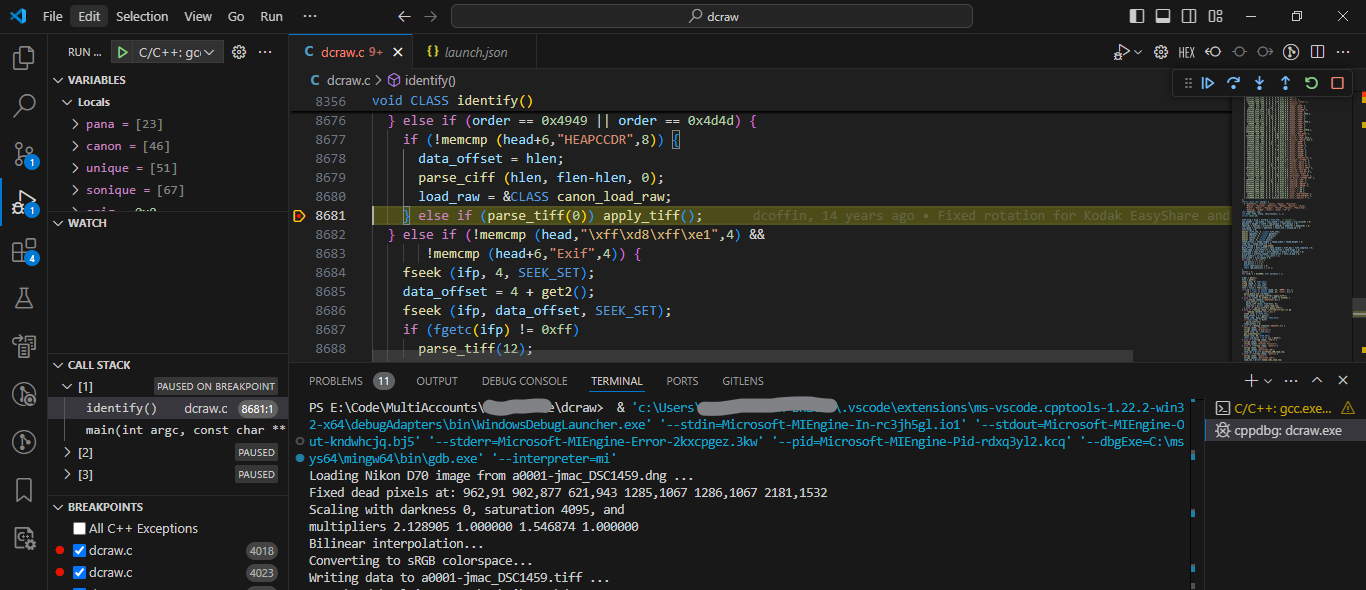 File Edit Selection View Go Run ··· dcraw
RUN ... C/C++: gcc
dcraw.c 9+ launch.json
HEX
VARIABLES
Locals
pana = [23]
canon = [46]
unique = [51]
sonique = [67]
WATCH
CALL STACK
[1] PAUSED ON BREAKPOINT
identify() dcraw.c 8681:1
main(int argc, const char **
[2] PAUSED
[3] PAUSED
BREAKPOINTS
All C++ Exceptions
dcraw.c 4018
dcraw.c 4023
1
1
4
dcraw.c > identify()
8356 void CLASS identify()
8676 } else if (order == 0x4949 || order == 0x4d4d) {
8677 if (!memcmp (head+6,"HEAPCCDR",8)) {
8678 data_offset = hlen;
8679 parse_ciff (hlen, flen-hlen, 0);
8680 load_raw = &CLASS canon_load_raw;
8681 } else if (parse_tiff(0)) apply_tiff(); dcoffin, 14 years ago • Fixed rotation for Kodak EasyShare and
8682 } else if (!memcmp (head,"\xff\xd8\xff\xe1",4) &&
8683 !memcmp (head+6,"Exif",4)) {
8684 fseek (ifp, 4, SEEK_SET);
8685 data_offset = 4 + get2();
8686 fseek (ifp, data_offset, SEEK_SET);
8687 if (fgetc(ifp) != 0xff)
8688 parse_tiff(12);
PROBLEMS 11 OUTPUT DEBUG CONSOLE TERMINAL PORTS GITLENS
PS E:\Code\MultiAccounts\ e\dcraw> & 'c:\Users\ \.vscode\extensions\ms-vscode.cpptools-1.22.2-win3
2-x64\debugAdapters\bin\WindowsDebugLauncher.exe' '--stdin=Microsoft-MIEngine-In-rc3jh5gl.io1' '--stdout=Microsoft-MIEngine-O
ut-kndwhcjq.bj5' '--stderr=Microsoft-MIEngine-Error-2kxcpgez.3kw' '--pid=Microsoft-MIEngine-Pid-rdxq3yl2.kcq' '--dbgExe=C:\ms
ys64\mingw64\bin\gdb.exe' '--interpreter=mi'
Loading Nikon D70 image from a0001-jmac_DSC1459.dng ...
Fixed dead pixels at: 962,91 902,877 621,943 1285,1067 1286,1067 2181,1532
Scaling with darkness 0, saturation 4095, and
multipliers 2.128905 1.000000 1.546874 1.000000
Bilinear interpolation...
Converting to sRGB colorspace...
Writing data to a0001-jmac_DSC1459.tiff ...
C/C++: gcc.exe...
cppdbg: dcraw.exe